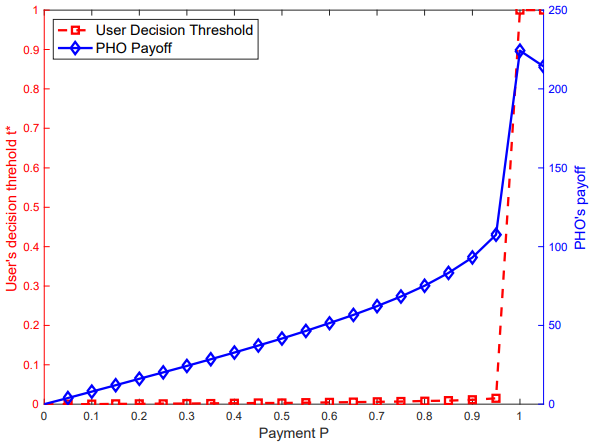 User Decision Threshold
PHO Payoff
1
0.9
0.8
0.7
0.6
0.5
0.4
0.3
0.2
0.1
0
User's decision threhold t*
250
200
150
100
50
0
PHO's payoff
0 0.1 0.2 0.3 0.4 0.5 0.6 0.7 0.8 0.9 1
Payment P